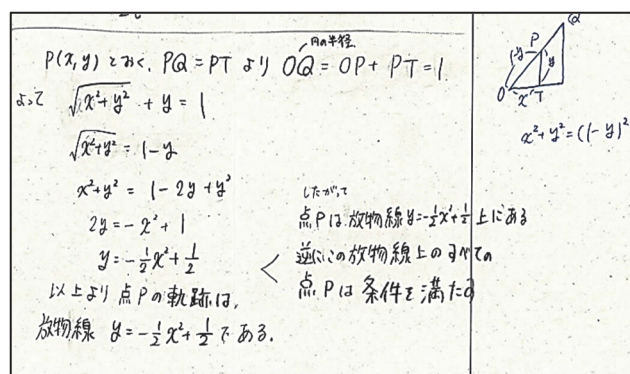 P(x,y)とおく、PQ=PTより OQ=OP+PT=1
円の半径
よって √(x²+y²) + y = 1
√(x²+y²) = 1-y
x²+y² = 1-2y+y²
2y = -x²+1
y = -1/2x²+1/2
以上より点Pの軌跡は、
放物線 y = -1/2x²+1/2 である.
したがって
点Pは放物線y=-1/2x²+1/2上にある
逆にこの放物線上のすべての
点Pは条件を満たす
Q
P
1-y
y
O
x
T
x²+y²=(1-y)²